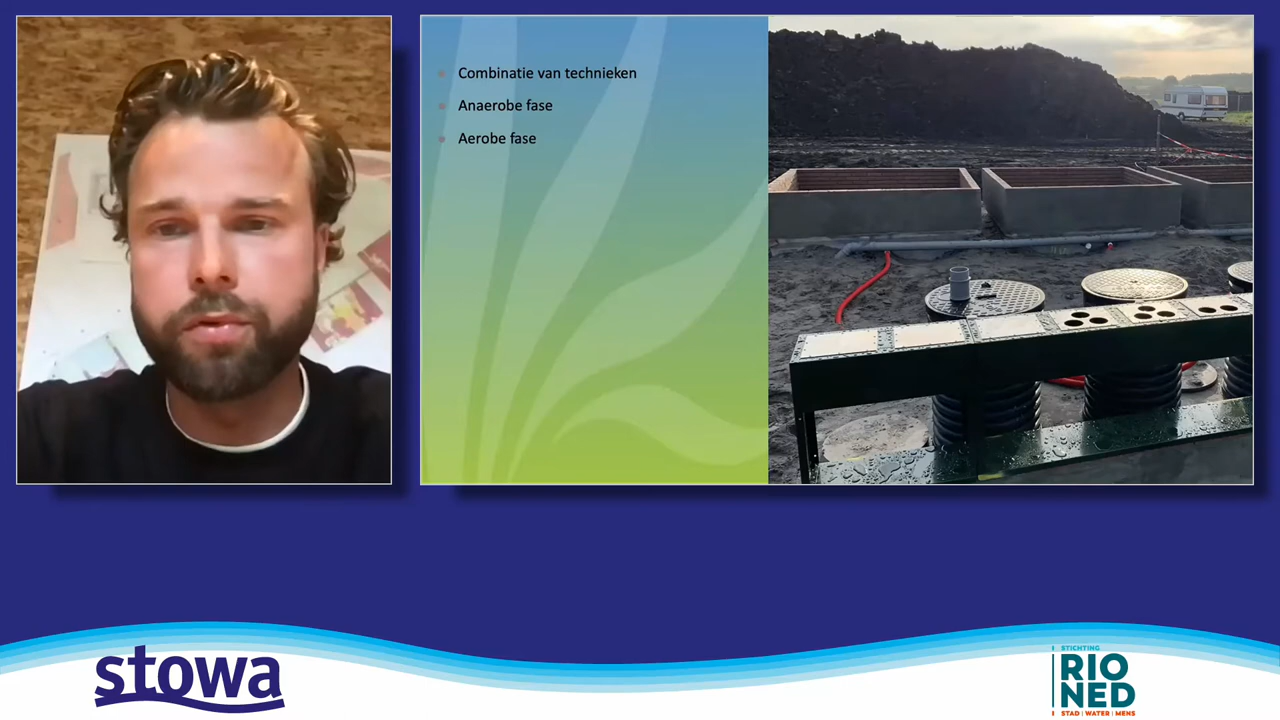 Combinatie van technieken
Anaerobe fase
Aerobe fase
stowa
STICHTING
RIO
NED
STAD | WATER | MENS